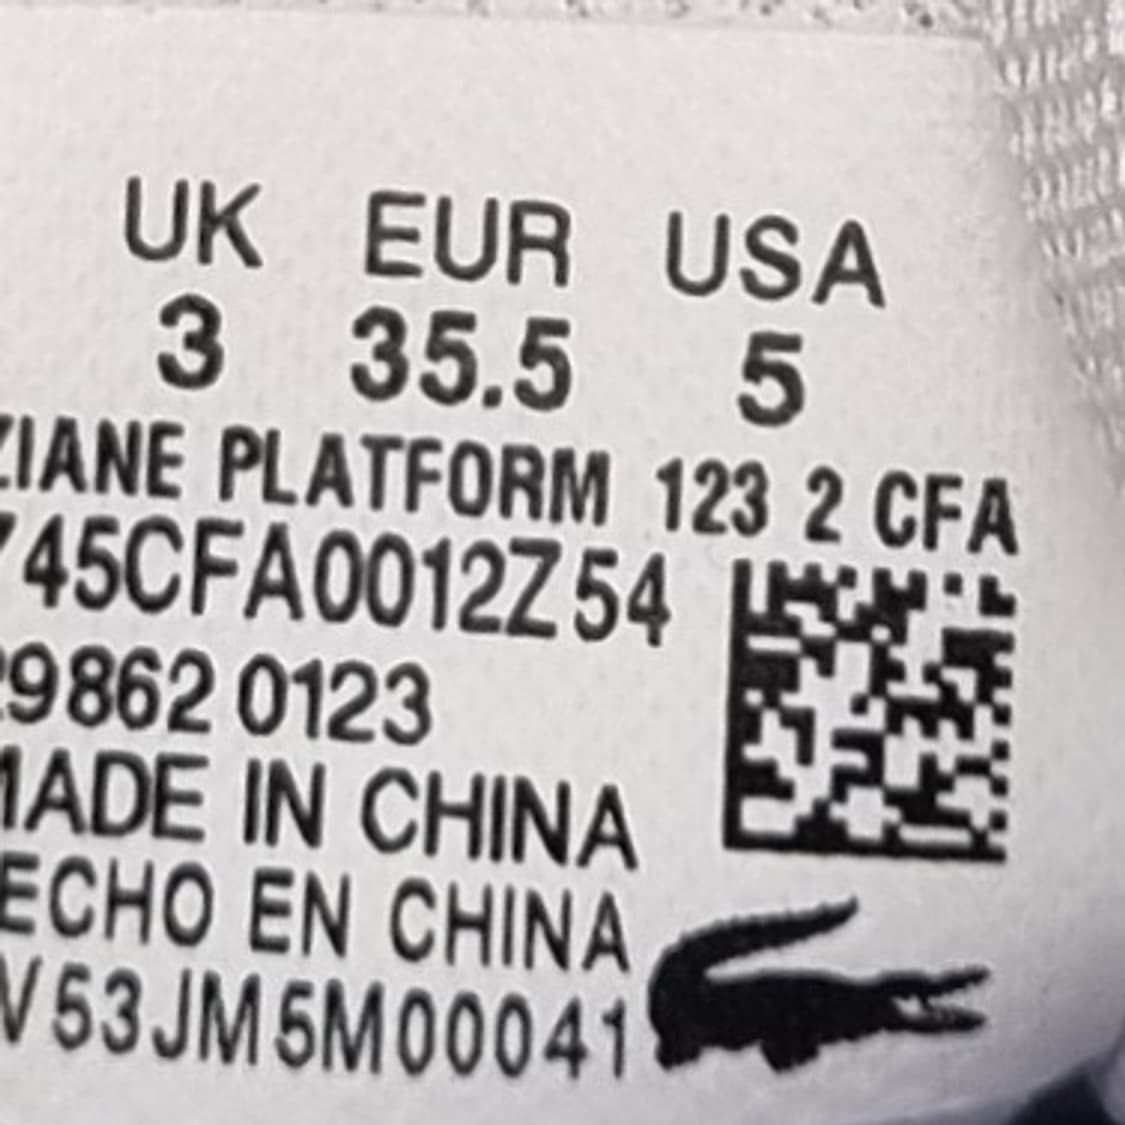 UK EUR USA
3 35.5 5
ZIANE PLATFORM 123 2 CFA
745CFA0012Z54
29862 0123
MADE IN CHINA
ECHO EN CHINA
V53JM5M00041